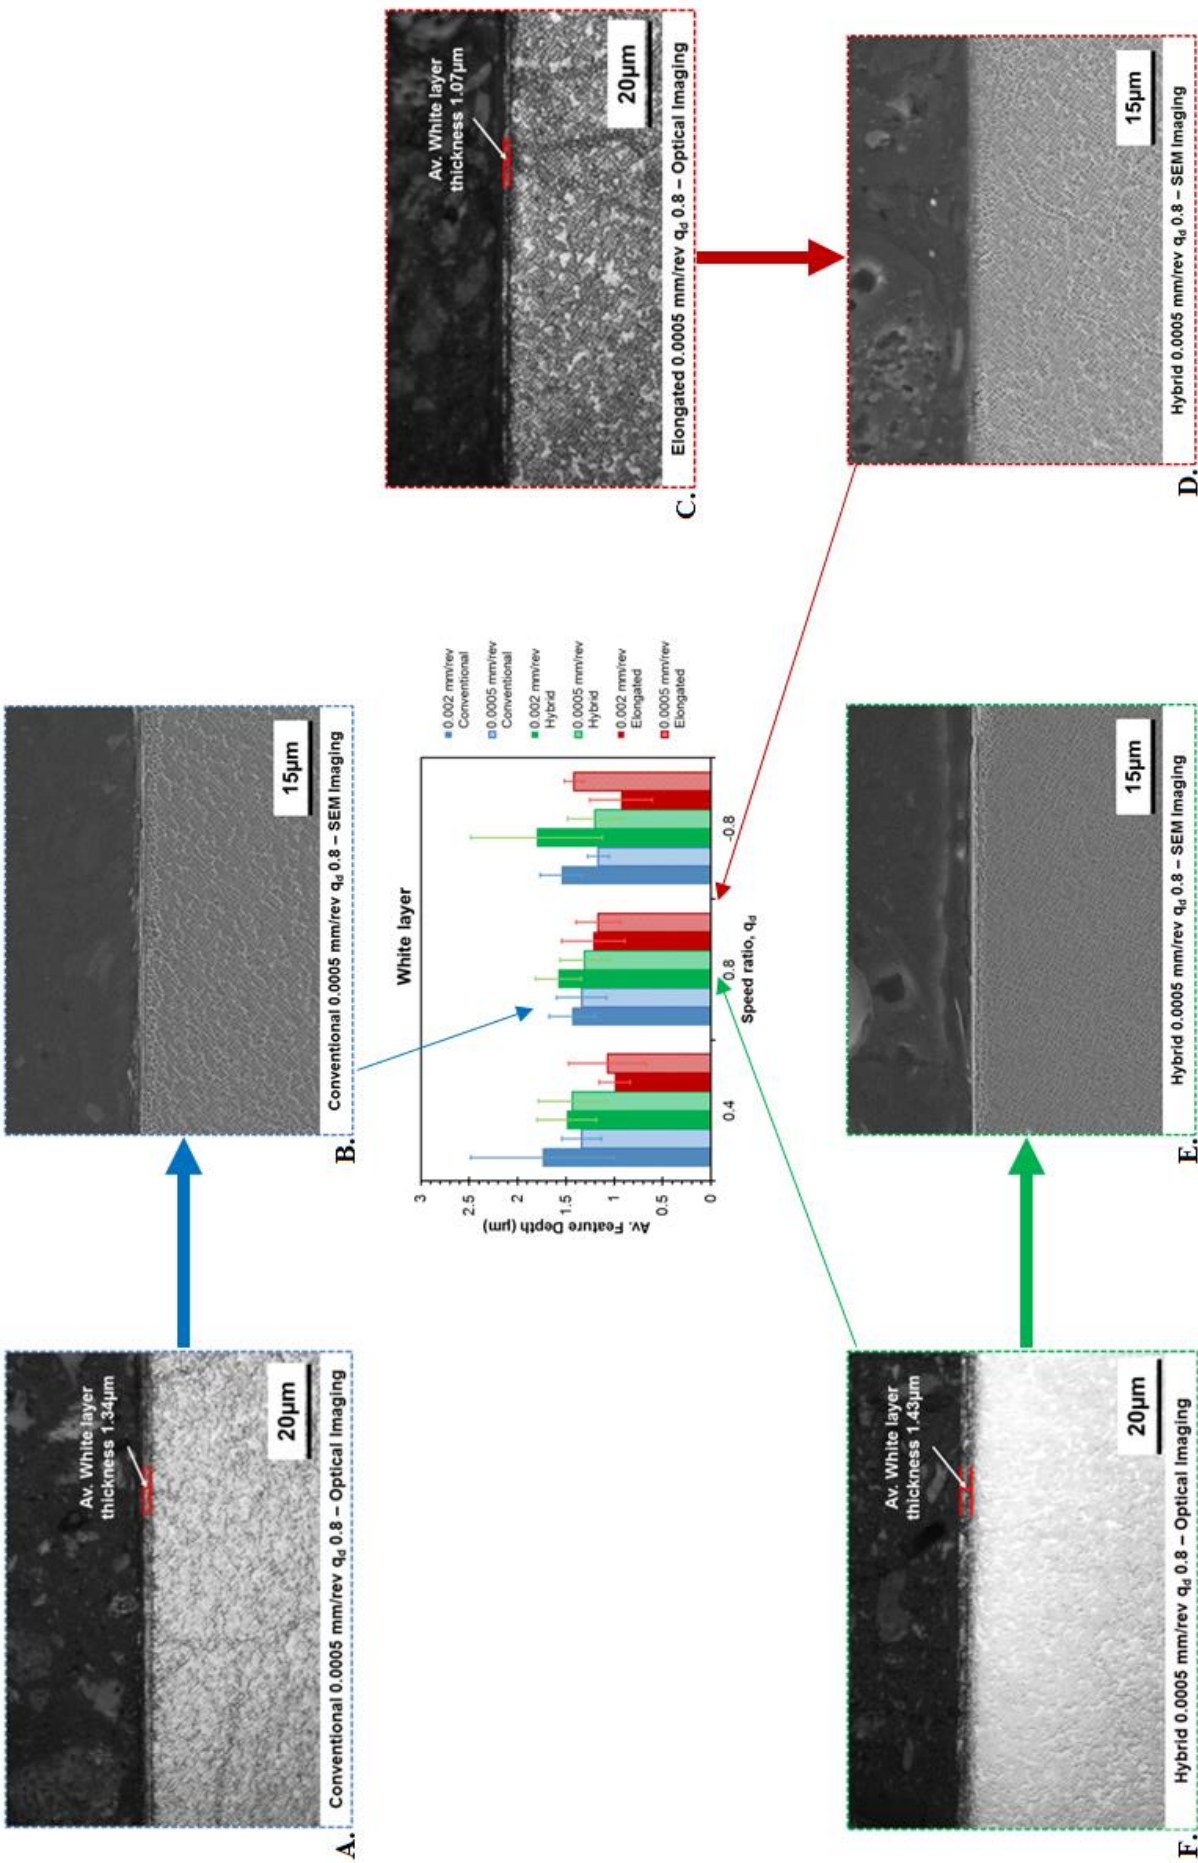 A.
Av. White layer
thickness 1.34µm
20µm
Conventional 0.0005 mm/rev qd 0.8 – Optical Imaging
B.
15µm
Conventional 0.0005 mm/rev qd 0.8 – SEM Imaging
C.
Av. White layer
thickness 1.07µm
20µm
Elongated 0.0005 mm/rev qd 0.8 – Optical Imaging
White layer
Av. Feature Depth (µm)
3
2.5
2
1.5
1
0.5
0
0.4
0.8
-0.8
Speed ratio, qd
0.002 mm/rev
Conventional
0.0005 mm/rev
Conventional
0.002 mm/rev
Hybrid
0.0005 mm/rev
Hybrid
0.002 mm/rev
Elongated
0.0005 mm/rev
Elongated
F.
Av. White layer
thickness 1.43µm
20µm
Hybrid 0.0005 mm/rev qd 0.8 – Optical Imaging
E.
15µm
Hybrid 0.0005 mm/rev qd 0.8 – SEM Imaging
D.
15µm
Hybrid 0.0005 mm/rev qd 0.8 – SEM Imaging